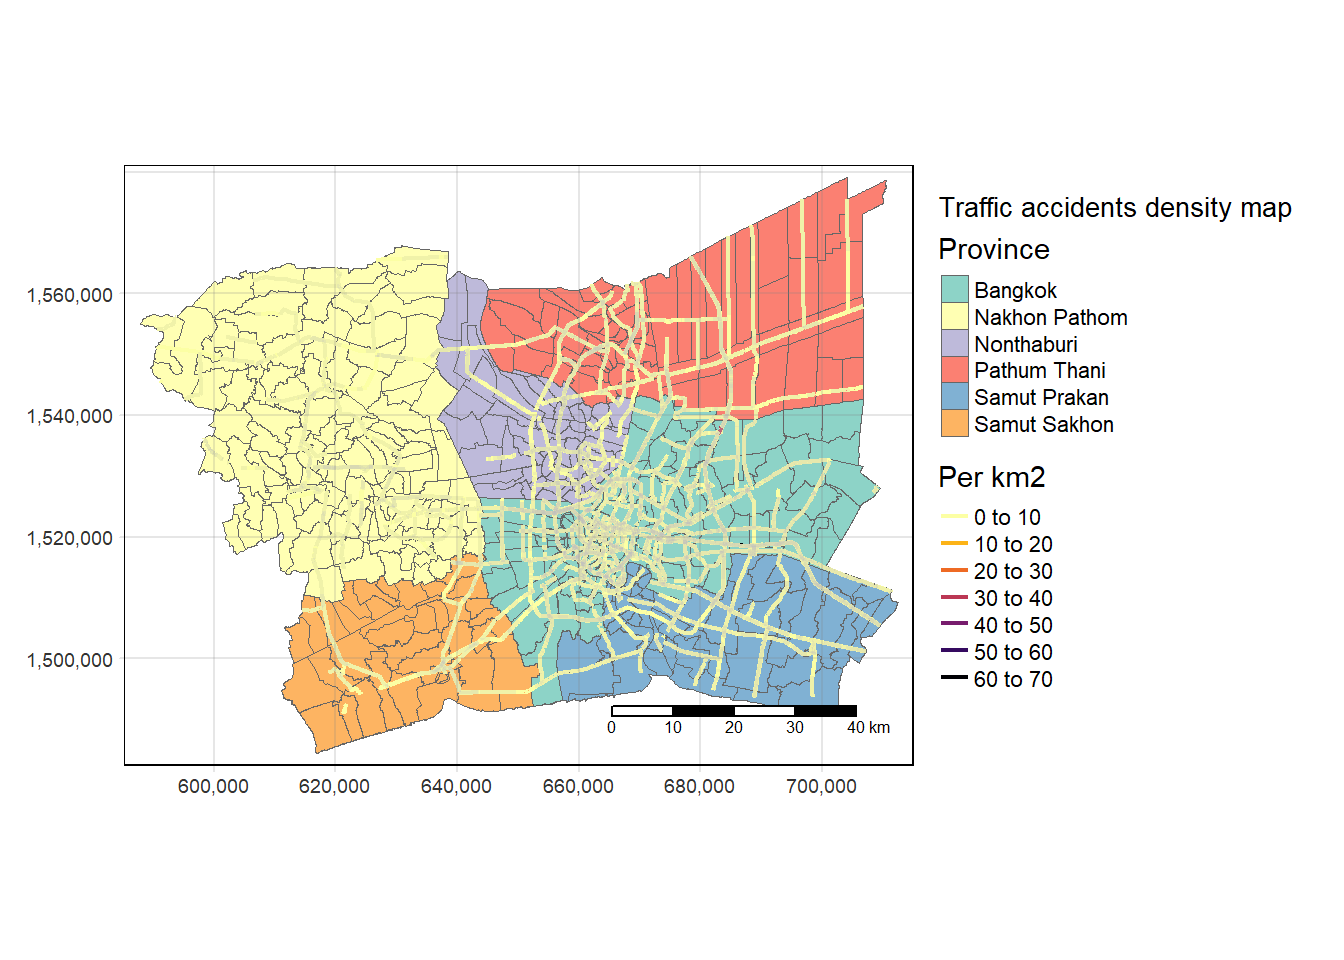 Traffic accidents density map
Province
Bangkok
Nakhon Pathom
Nonthaburi
Pathum Thani
Samut Prakan
Samut Sakhon
Per km2
0 to 10
10 to 20
20 to 30
30 to 40
40 to 50
50 to 60
60 to 70
1,560,000
1,540,000
1,520,000
1,500,000
0 10 20 30 40 km
600,000 620,000 640,000 660,000 680,000 700,000